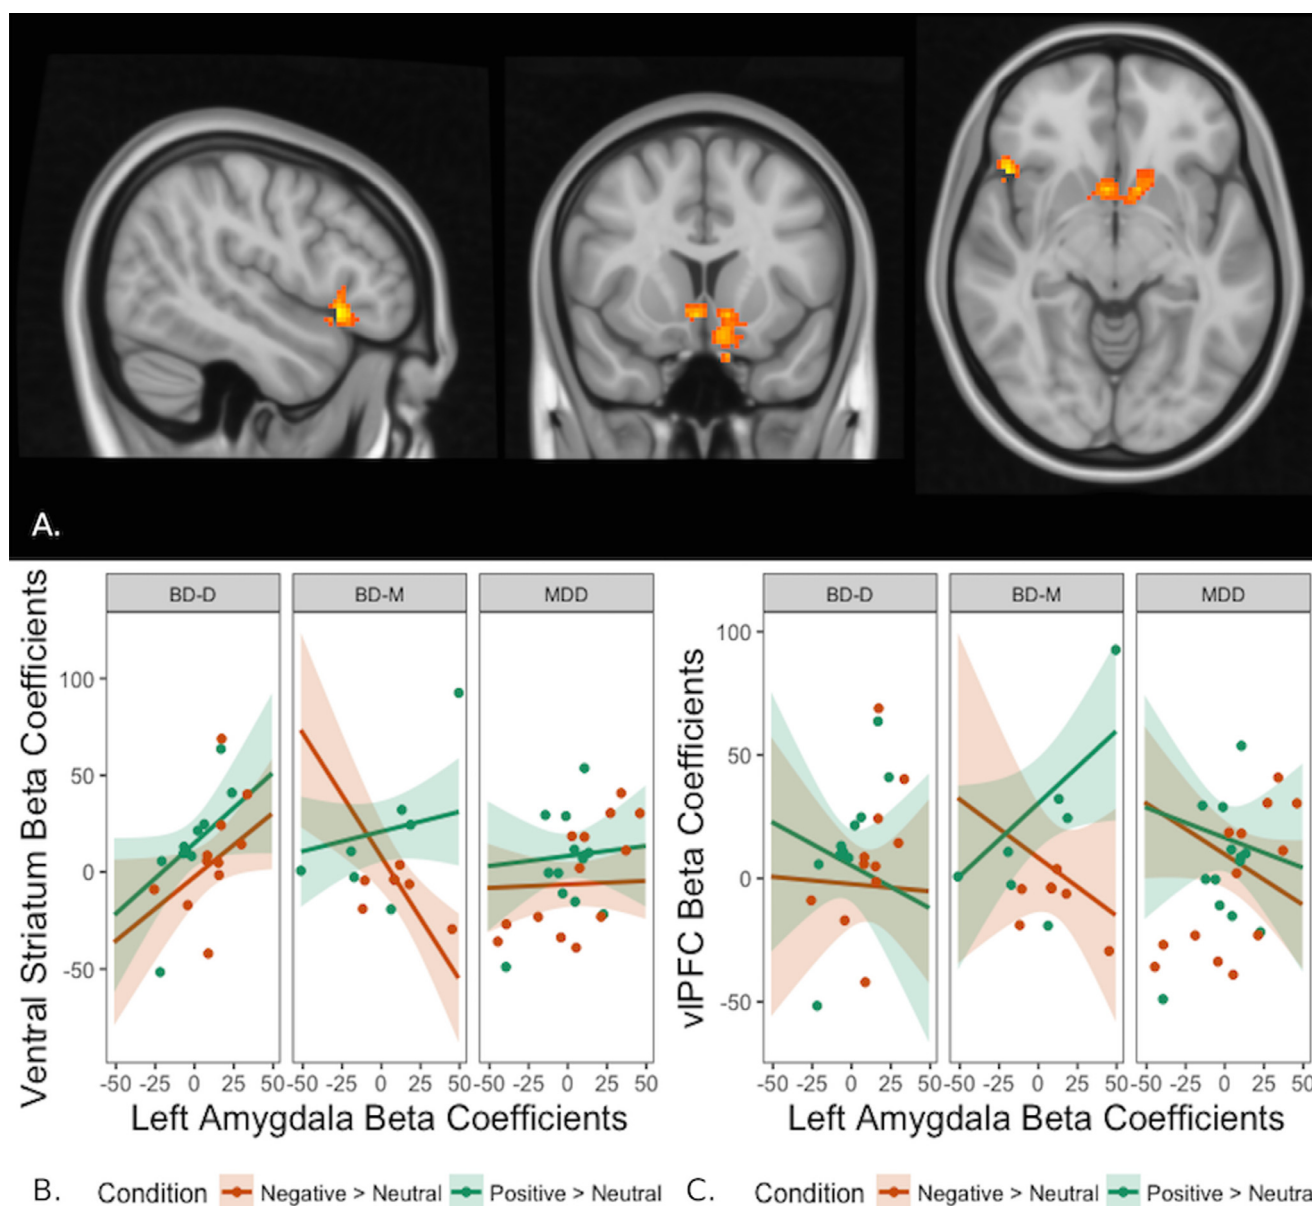 A.
Ventral Striatum Beta Coefficients
BD-D BD-M MDD
100
50
0
-50
-50 -25 0 25 50 -50 -25 0 25 50 -50 -25 0 25 50
Left Amygdala Beta Coefficients
B. Condition Negative > Neutral Positive > Neutral
vlPFC Beta Coefficients
BD-D BD-M MDD
100
50
0
-50
-50 -25 0 25 50 -50 -25 0 25 50 -50 -25 0 25 50
Left Amygdala Beta Coefficients
C. Condition Negative > Neutral Positive > Neutra